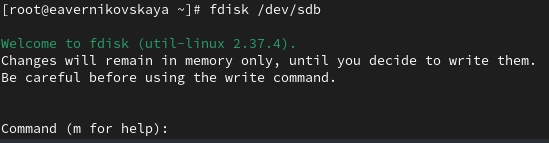 [root@eavernikovskaya ~]# fdisk /dev/sdb
Welcome to fdisk (util-linux 2.37.4).
Changes will remain in memory only, until you decide to write them.
Be careful before using the write command.
Command (m for help):